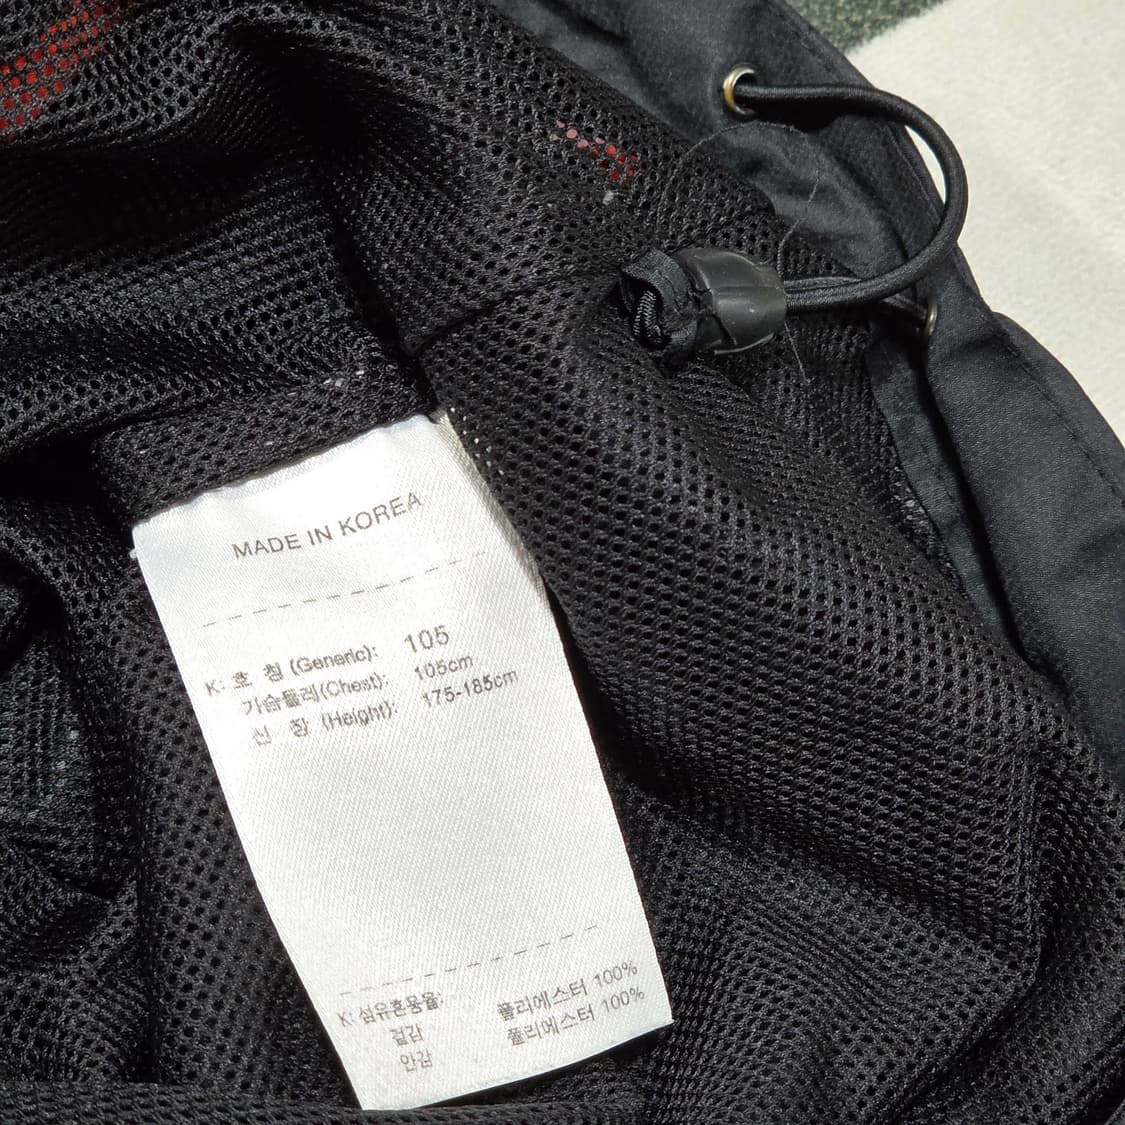 MADE IN KOREA
K: 호 칭 (Generic): 105
가슴둘레(Chest): 105cm
신 장 (Height): 175-185cm
K: 섬유혼용율:
겉감 폴리에스터 100%
안감 폴리에스터 100%